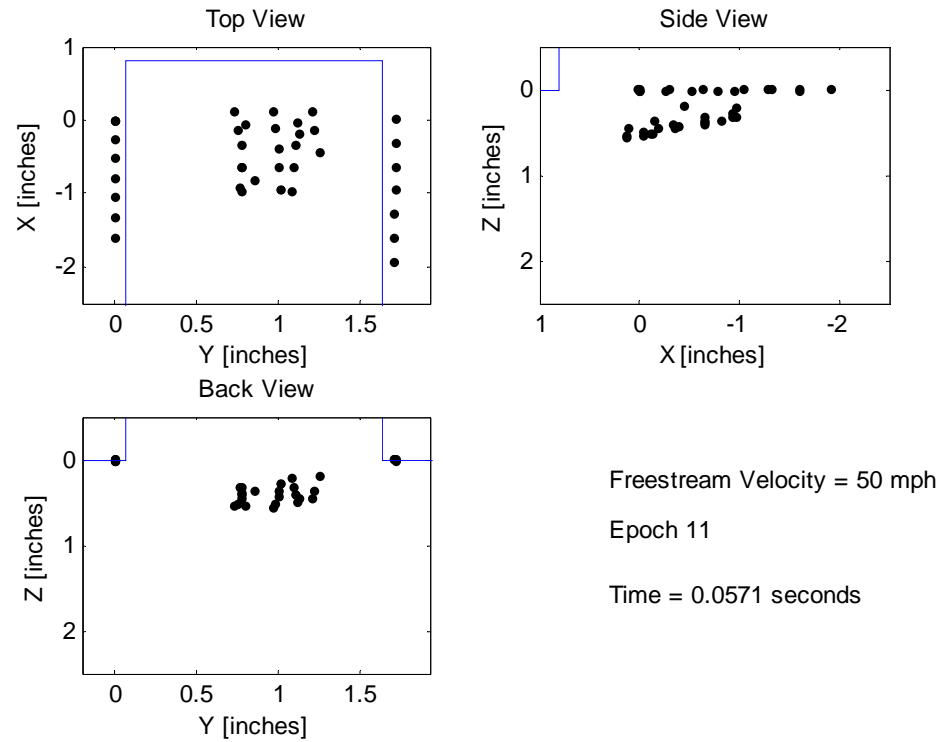 Top View
1
0
-1
-2
X [inches]
0 0.5 1 1.5
Y [inches]
Side View
0
1
2
Z [inches]
1 0 -1 -2
X [inches]
Back View
0
1
2
Z [inches]
0 0.5 1 1.5
Y [inches]
Freestream Velocity = 50 mph
Epoch 11
Time = 0.0571 seconds